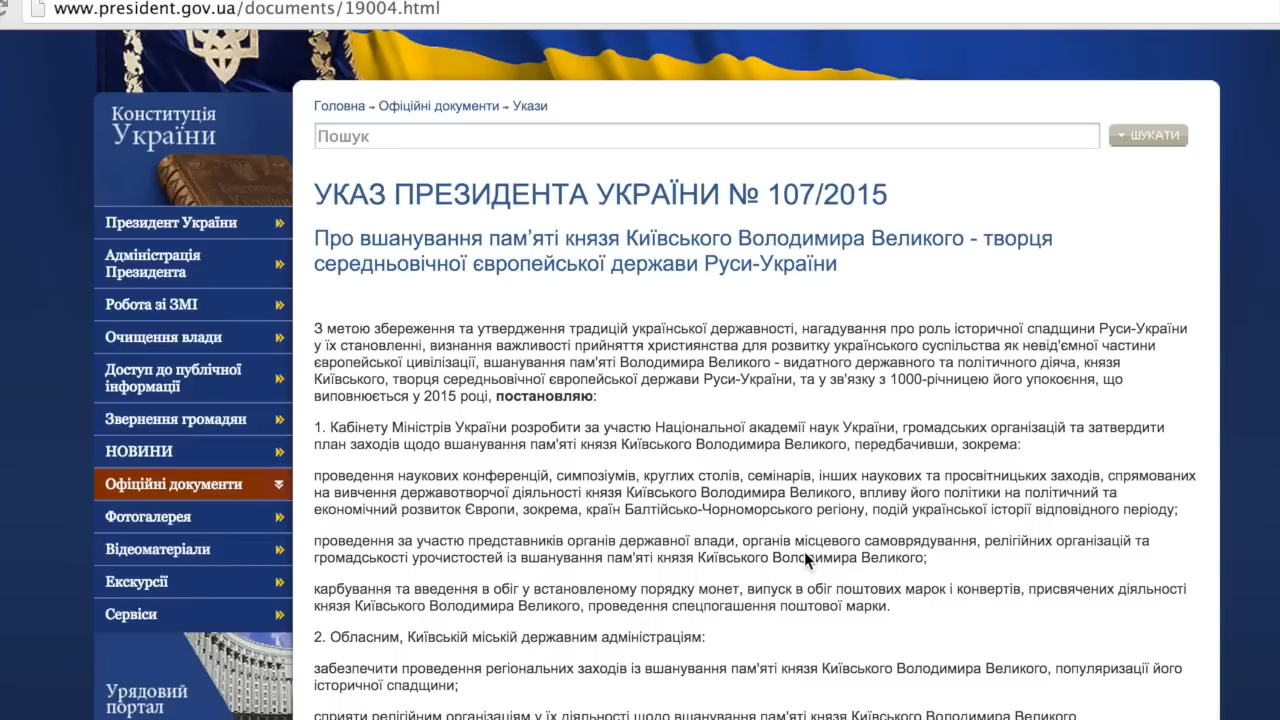 www.president.gov.ua/documents/19004.html
Конституція
України
Президент України
Адміністрація
Президента
Робота зі ЗМІ
Очищення влади
Доступ до публічної
інформації
Звернення громадян
НОВИНИ
Офіційні документи
Фотогалерея
Відеоматеріали
Екскурсії
Сервіси
Урядовий
портал
Головна → Офіційні документи → Укази
Пошук
ШУКАТИ
УКАЗ ПРЕЗИДЕНТА УКРАЇНИ № 107/2015
Про вшанування пам’яті князя Київського Володимира Великого - творця
середньовічної європейської держави Руси-України
З метою збереження та утвердження традицій української державності, нагадування про роль історичної спадщини Руси-України
у їх становленні, визнання важливості прийняття християнства для розвитку українського суспільства як невід'ємної частини
європейської цивілізації, вшанування пам'яті Володимира Великого - видатного державного та політичного діяча, князя
Київського, творця середньовічної європейської держави Руси-України, та у зв'язку з 1000-річницею його упокоєння, що
виповнюється у 2015 році, постановляю:
1. Кабінету Міністрів України розробити за участю Національної академії наук України, громадських організацій та затвердити
план заходів щодо вшанування пам'яті князя Київського Володимира Великого, передбачивши, зокрема:
проведення наукових конференцій, симпозіумів, круглих столів, семінарів, інших наукових та просвітницьких заходів, спрямованих
на вивчення державотворчої діяльності князя Київського Володимира Великого, впливу його політики на політичний та
економічний розвиток Європи, зокрема, країн Балтійсько-Чорноморського регіону, подій української історії відповідного періоду;
проведення за участю представників органів державної влади, органів місцевого самоврядування, релігійних організацій та
громадськості урочистостей із вшанування пам'яті князя Київського Володимира Великого;
карбування та введення в обіг у встановленому порядку монет, випуск в обіг поштових марок і конвертів, присвячених діяльності
князя Київського Володимира Великого, проведення спецпогашення поштової марки.
2. Обласним, Київській міській державним адміністраціям:
забезпечити проведення регіональних заходів із вшанування пам'яті князя Київського Володимира Великого, популяризації його
історичної спадщини;
сприяти релігійним організаціям у їх діяльності щодо вшанування пам'яті князя Київського Володимира Великого